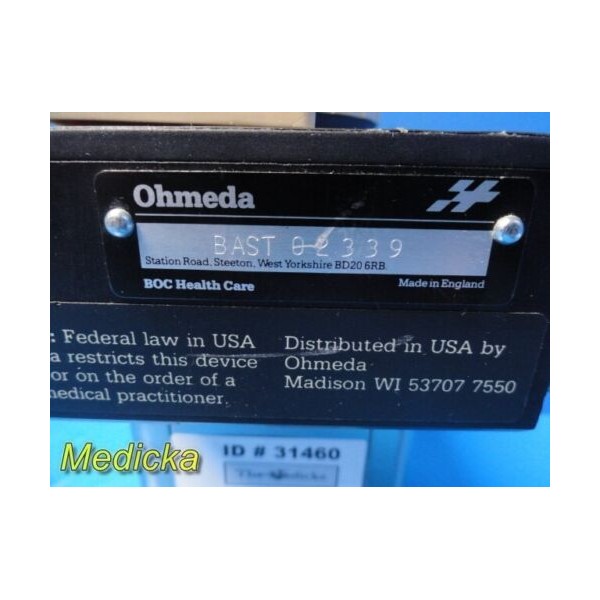 Ohmeda
BAST 02339
Station Road, Steeton, West Yorkshire BD20 6RB.
BOC Health Care
Made in England
: Federal law in USA
a restricts this device
or on the order of a
medical practitioner.
Distributed in USA by
Ohmeda
Madison WI 53707 7550
Medicka
ID # 31460
The Medicka